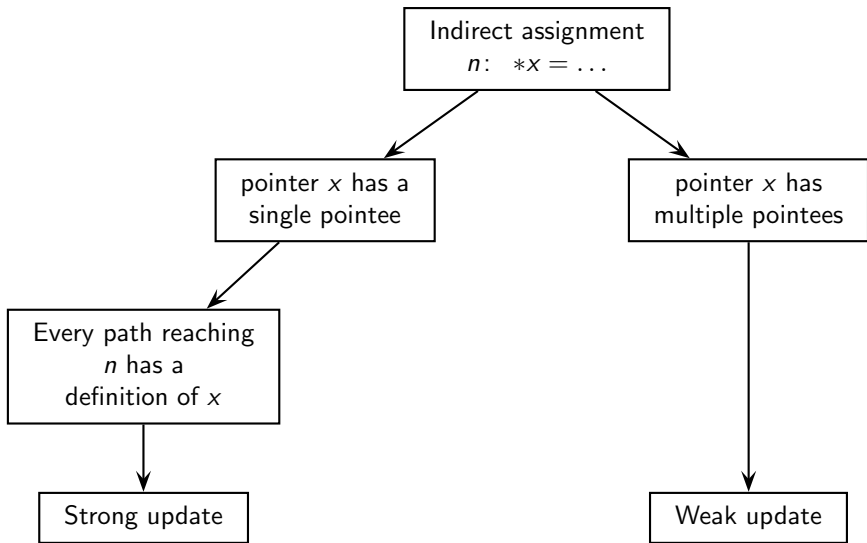 Indirect assignment
n: *x = ...
pointer x has a
single pointee
pointer x has
multiple pointees
Every path reaching
n has a
definition of x
Strong update
Weak update